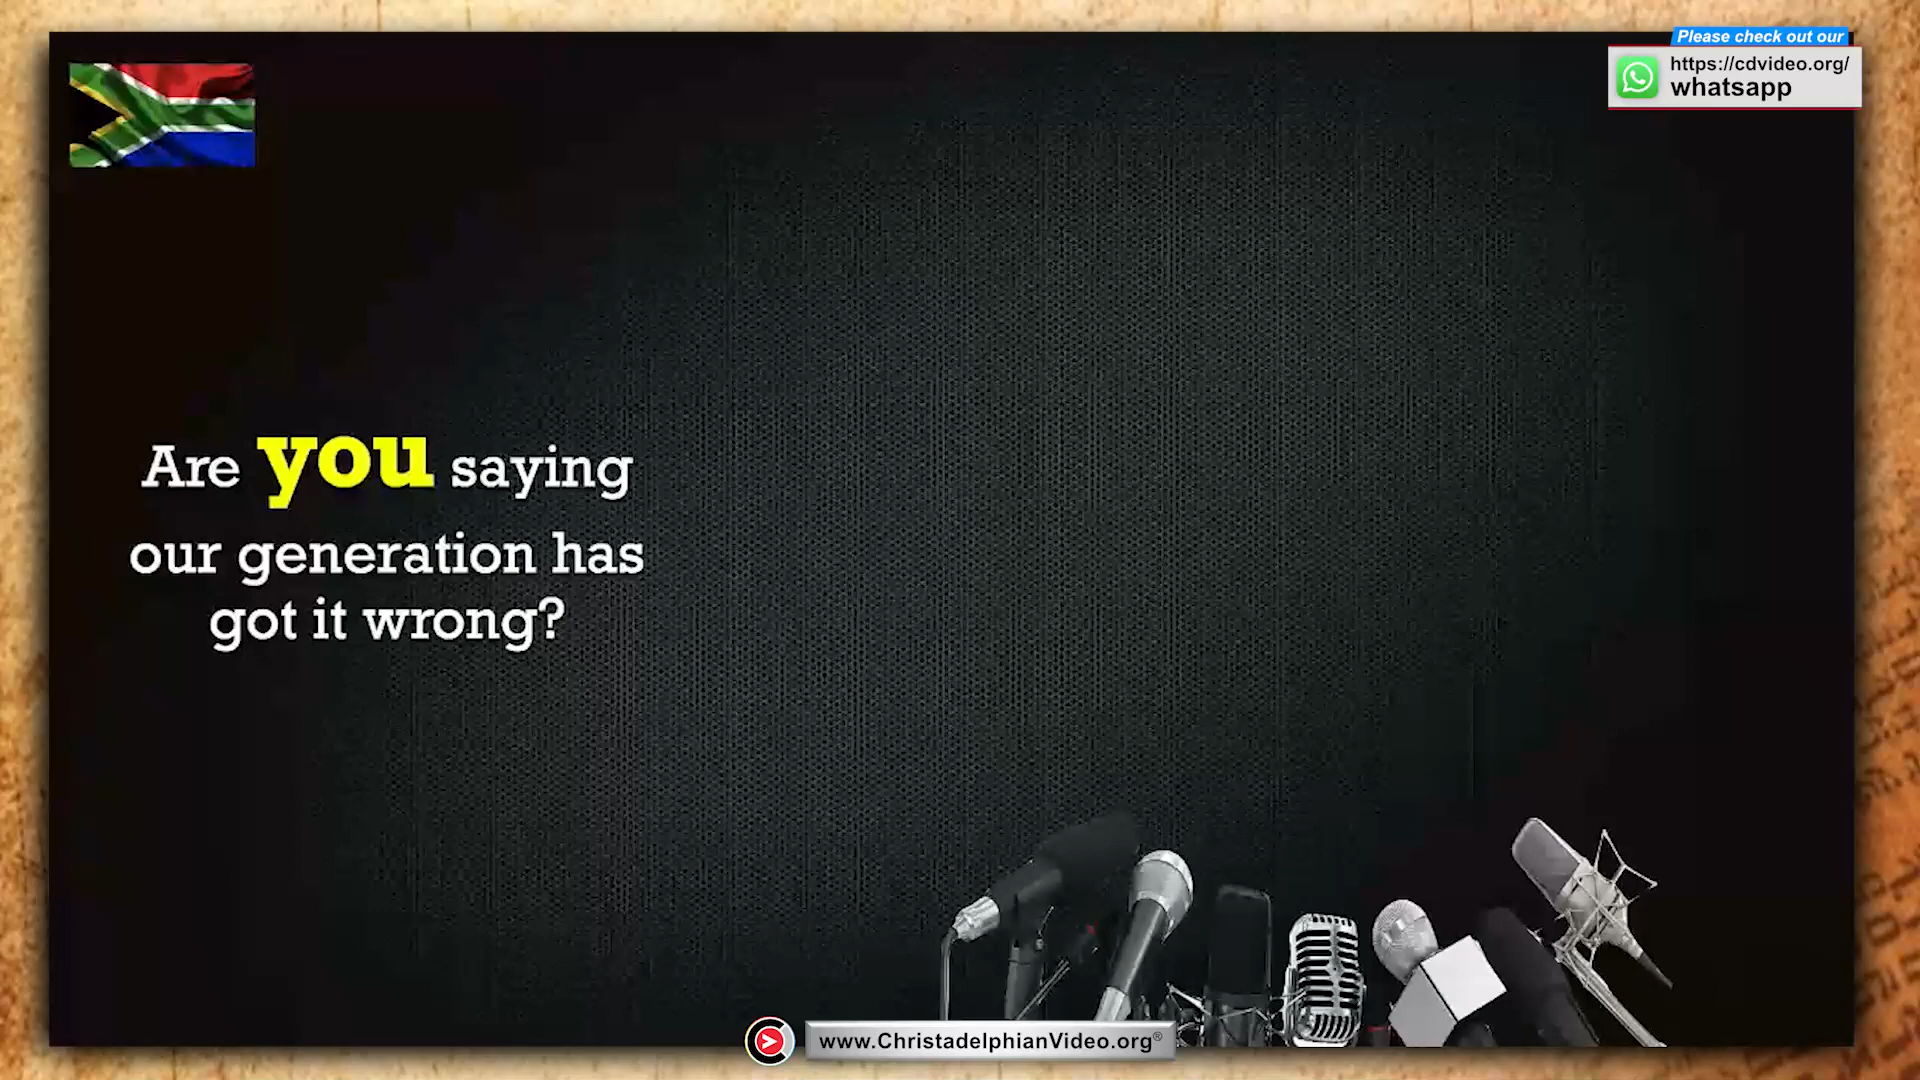 Please check out our
https://cdvideo.org/
whatsapp
Are you saying
our generation has
got it wrong?
www.ChristadelphianVideo.org®